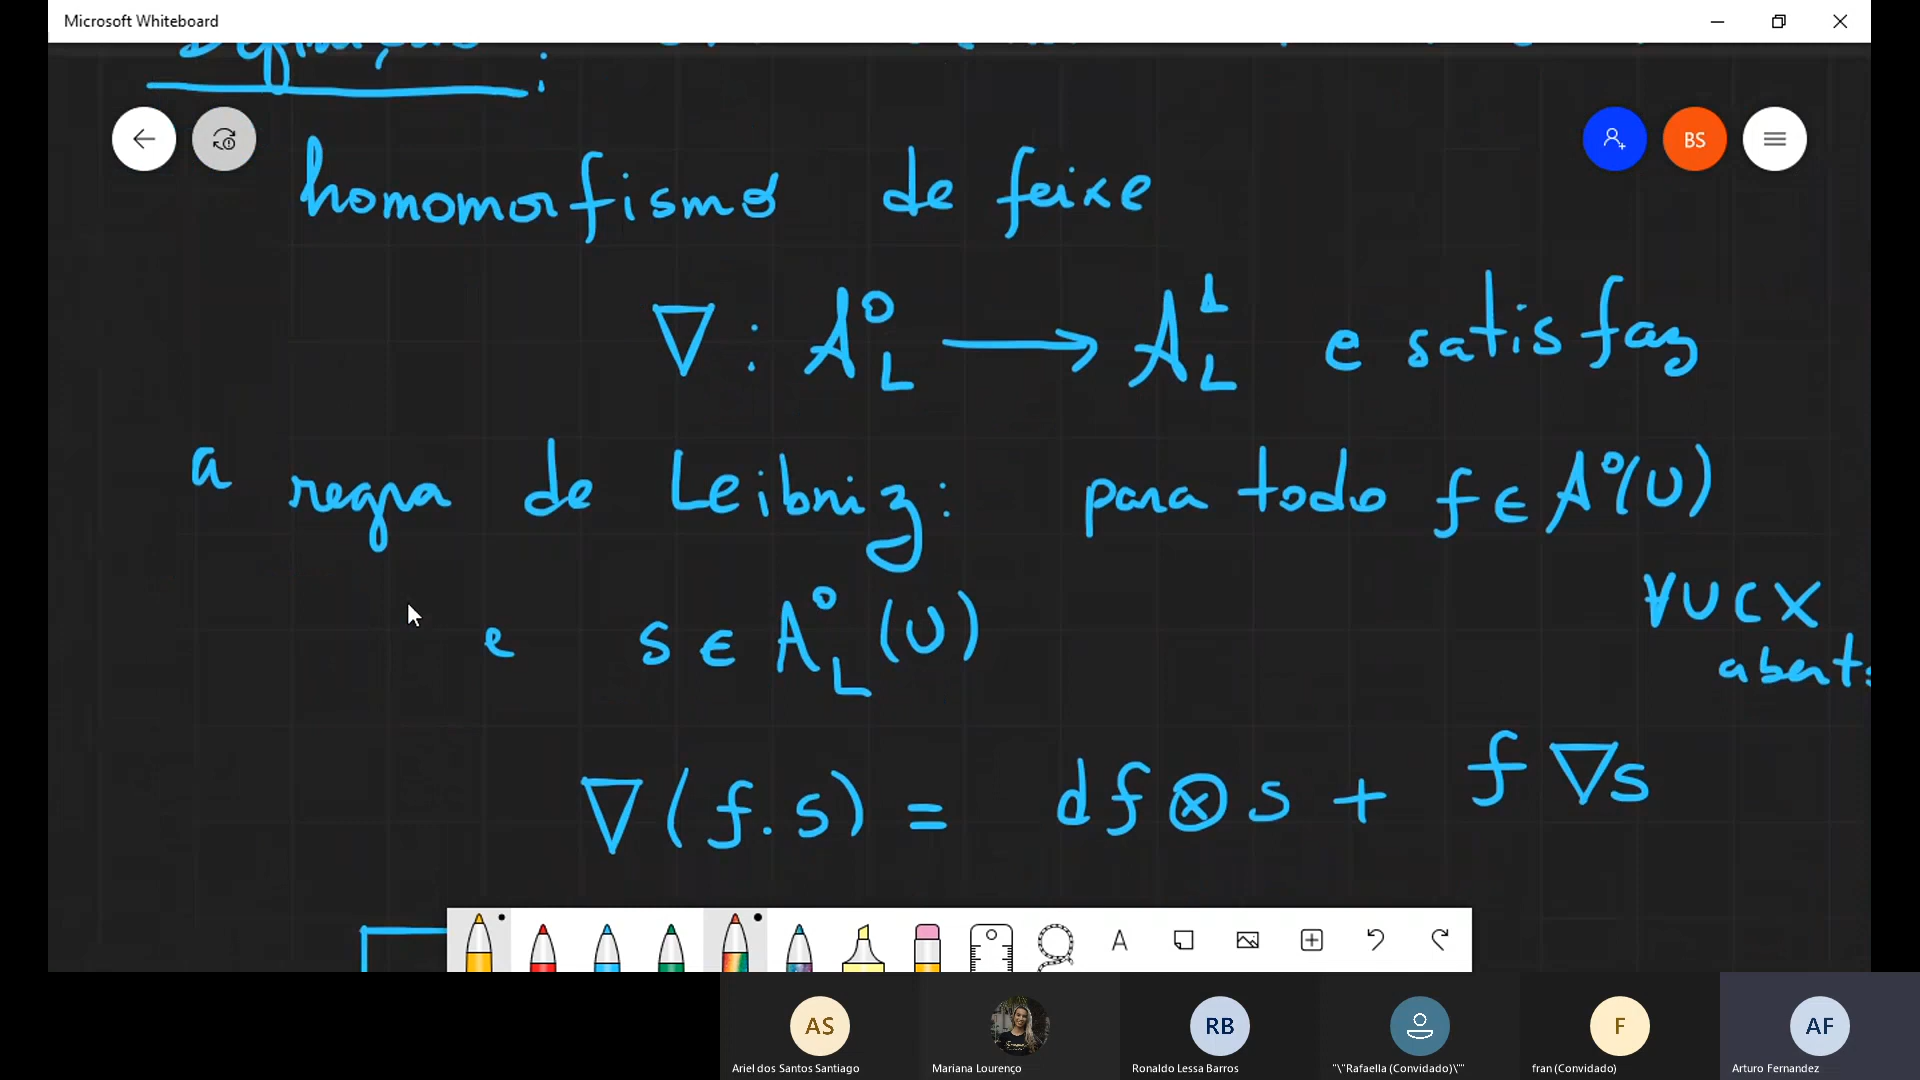 Microsoft Whiteboard
Definição:
BS
homomorfismo de feixe
∇ : A⁰_L → A¹_L e satisfaz
a regra de Leibniz: para todo f ∈ A⁰(U)
∀ U ⊂ X
e s ∈ A⁰_L (U)
∇(f.s) = df ⊗ s + f ∇s
AS
RB
F
AF
Ariel dos Santos Santiago
Mariana Lourenço
Ronaldo Lessa Barros
"\"Rafaella (Convidado)\""
fran (Convidado)
Arturo Fernandez